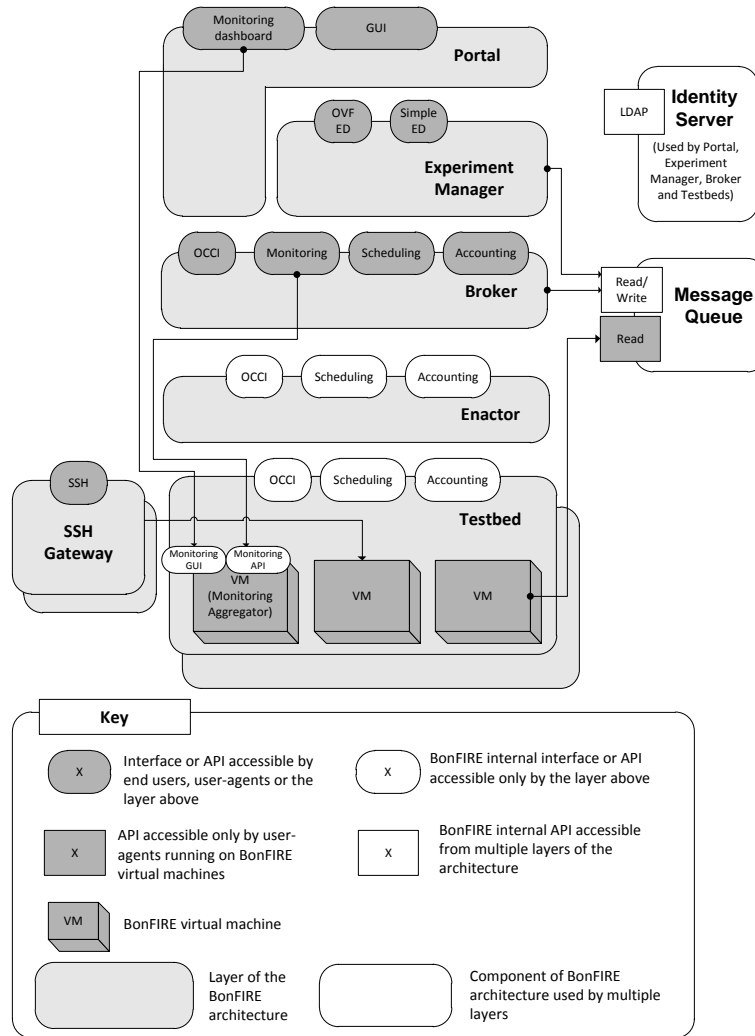 Monitoring
dashboard
GUI
Portal
OVF
ED
Simple
ED
Experiment
Manager
LDAP
Identity
Server
(Used by Portal,
Experiment
Manager, Broker
and Testbeds)
OCCI
Monitoring
Scheduling
Accounting
Broker
Read/
Write
Read
Message
Queue
OCCI
Scheduling
Accounting
Enactor
SSH
SSH
Gateway
OCCI
Scheduling
Accounting
Testbed
Monitoring
GUI
Monitoring
API
VM
(Monitoring
Aggregator)
VM
VM
Key
X
Interface or API accessible by
end users, user-agents or the
layer above
X
BonFIRE internal interface or API
accessible only by the layer above
X
API accessible only by user-
agents running on BonFIRE
virtual machines
X
BonFIRE internal API accessible
from multiple layers of the
architecture
VM
BonFIRE virtual machine
Layer of the
BonFIRE
architecture
Component of BonFIRE
architecture used by multiple
layers